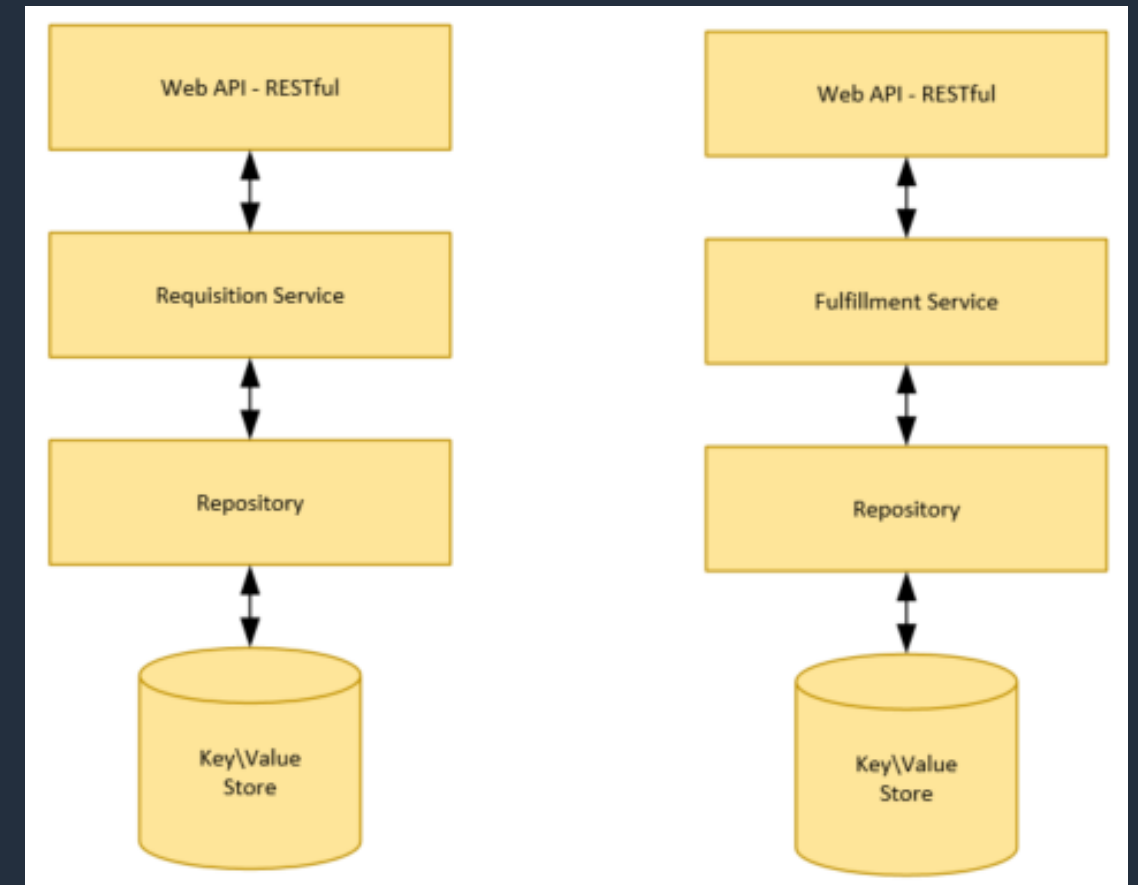 Web API - RESTful
Requisition Service
Repository
Key\Value
Store
Web API - RESTful
Fulfillment Service
Repository
Key\Value
Store